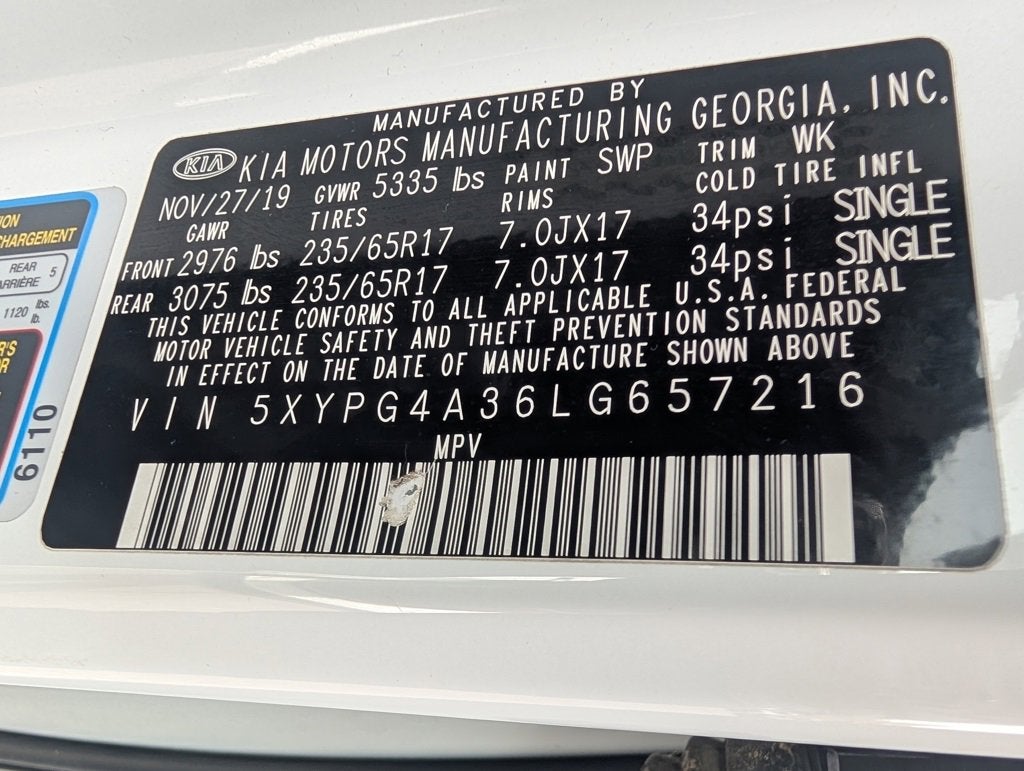 MANUFACTURED BY
KIA KIA MOTORS MANUFACTURING GEORGIA, INC.
NOV/27/19 GVWR 5335 lbs PAINT SWP TRIM WK
GAWR TIRES RIMS COLD TIRE INFL
FRONT 2976 lbs 235/65R17 7.0JX17 34psi SINGLE
REAR 3075 lbs 235/65R17 7.0JX17 34psi SINGLE
THIS VEHICLE CONFORMS TO ALL APPLICABLE U.S.A. FEDERAL
MOTOR VEHICLE SAFETY AND THEFT PREVENTION STANDARDS
IN EFFECT ON THE DATE OF MANUFACTURE SHOWN ABOVE
VIN 5XYPG4A36LG657216
MPV
REAR 5
1120 lbs.
lb.
6110